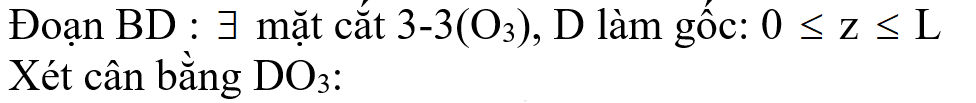 Đoạn BD : ∃ mặt cắt 3-3(O₃), D làm gốc: 0 ≤ z ≤ L
Xét cân bằng DO₃: